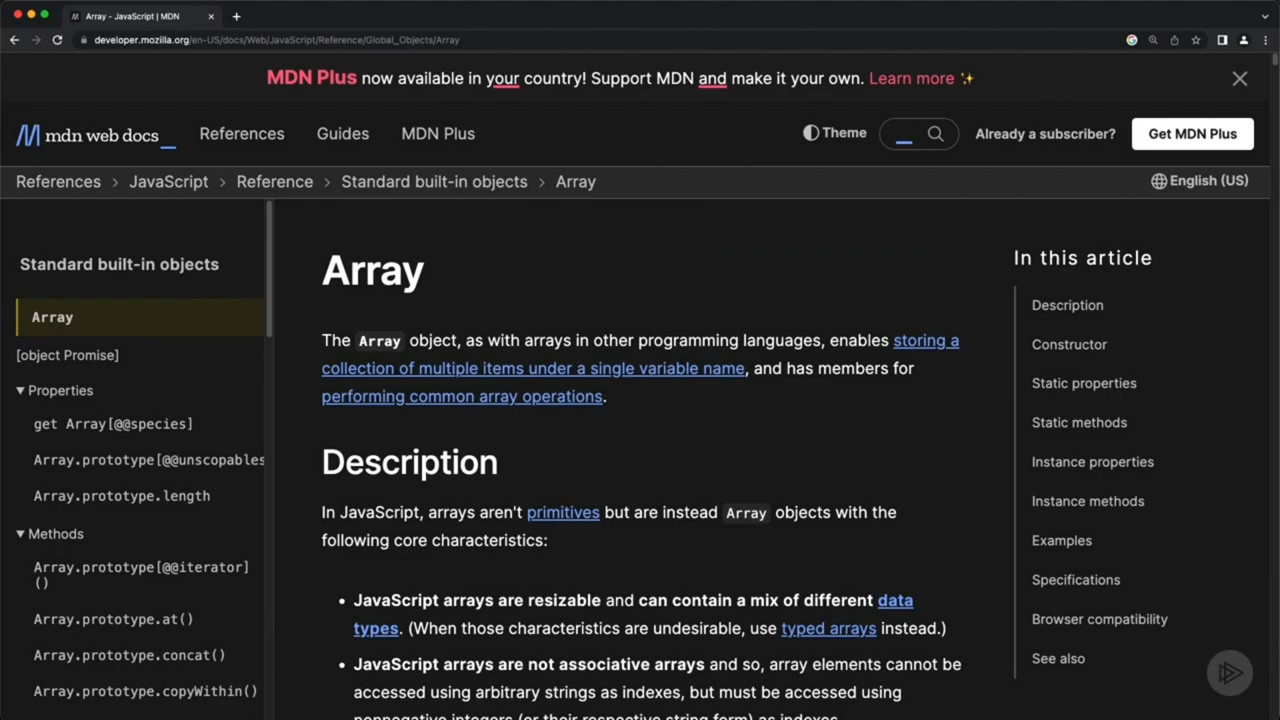 Array - JavaScript | MDN
developer.mozilla.org/en-US/docs/Web/JavaScript/Reference/Global_Objects/Array
MDN Plus now available in your country! Support MDN and make it your own. Learn more ✨
mdn web docs_
References
Guides
MDN Plus
Theme
Already a subscriber?
Get MDN Plus
References > JavaScript > Reference > Standard built-in objects > Array
English (US)
Standard built-in objects
Array
[object Promise]
Properties
get Array[@@species]
Array.prototype[@@unscopables
Array.prototype.length
Methods
Array.prototype[@@iterator]
()
Array.prototype.at()
Array.prototype.concat()
Array.prototype.copyWithin()
Array
The Array object, as with arrays in other programming languages, enables storing a
collection of multiple items under a single variable name, and has members for
performing common array operations.
Description
In JavaScript, arrays aren't primitives but are instead Array objects with the
following core characteristics:
• JavaScript arrays are resizable and can contain a mix of different data
types. (When those characteristics are undesirable, use typed arrays instead.)
• JavaScript arrays are not associative arrays and so, array elements cannot be
accessed using arbitrary strings as indexes, but must be accessed using
nonnegative integers (or their respective string form) as indexes.
In this article
Description
Constructor
Static properties
Static methods
Instance properties
Instance methods
Examples
Specifications
Browser compatibility
See also